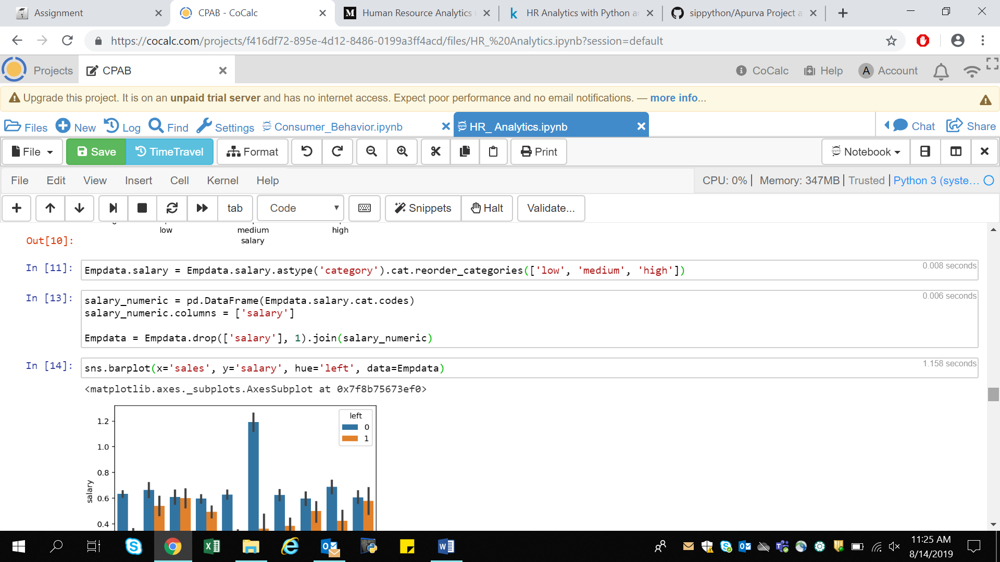 Assignment
CPAB - CoCalc
Human Resource Analytics
HR Analytics with Python a
sippython/Apurva Project a
https://cocalc.com/projects/f416df72-895e-4d12-8486-0199a3ff4acd/files/HR_%20Analytics.ipynb?session=default
Projects
CPAB
CoCalc
Help
A Account
Upgrade this project. It is on an unpaid trial server and has no internet access. Expect poor performance and no email notifications. — more info...
Files New Log Find Settings Consumer_Behavior.ipynb HR_ Analytics.ipynb Chat Share
File Save TimeTravel Format Print Notebook
File Edit View Insert Cell Kernel Help CPU: 0% | Memory: 347MB | Trusted | Python 3 (syste...
tab Code Snippets Halt Validate...
low medium high
salary
Out[10]:
In [11]: Empdata.salary = Empdata.salary.astype('category').cat.reorder_categories(['low', 'medium', 'high']) 0.008 seconds
In [13]: salary_numeric = pd.DataFrame(Empdata.salary.cat.codes) 0.006 seconds
salary_numeric.columns = ['salary']
Empdata = Empdata.drop(['salary'], 1).join(salary_numeric)
In [14]: sns.barplot(x='sales', y='salary', hue='left', data=Empdata) 1.158 seconds
<matplotlib.axes._subplots.AxesSubplot at 0x7f8b75673ef0>
left
0
1
1.2
1.0
0.8
0.6
0.4
salary
11:25 AM
8/14/2019